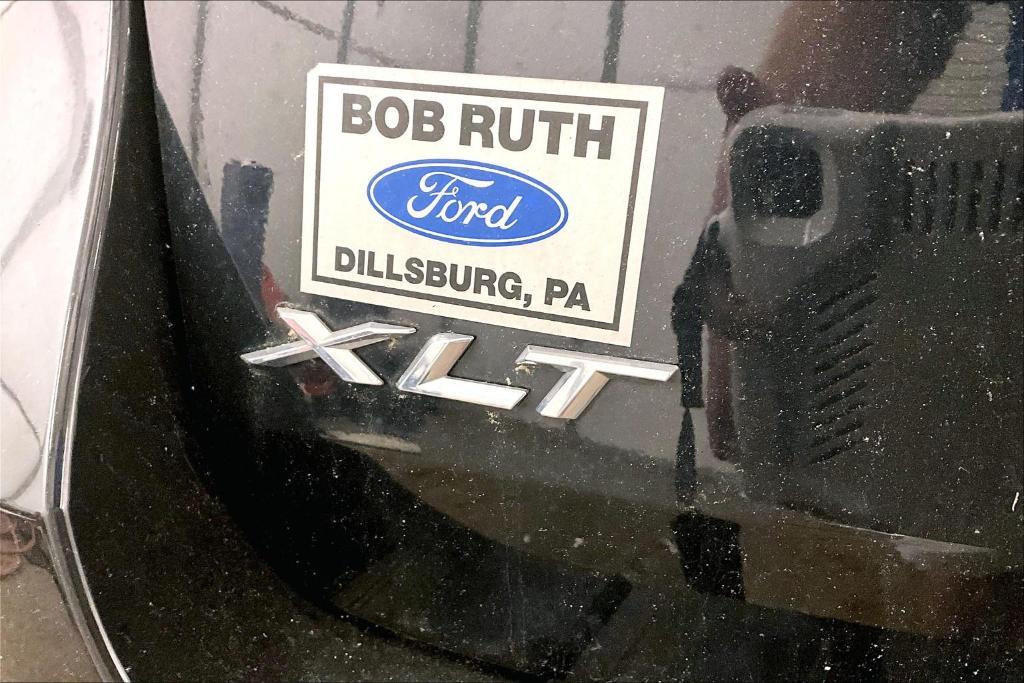 BOB RUTH
Ford
DILLSBURG, PA
XLT